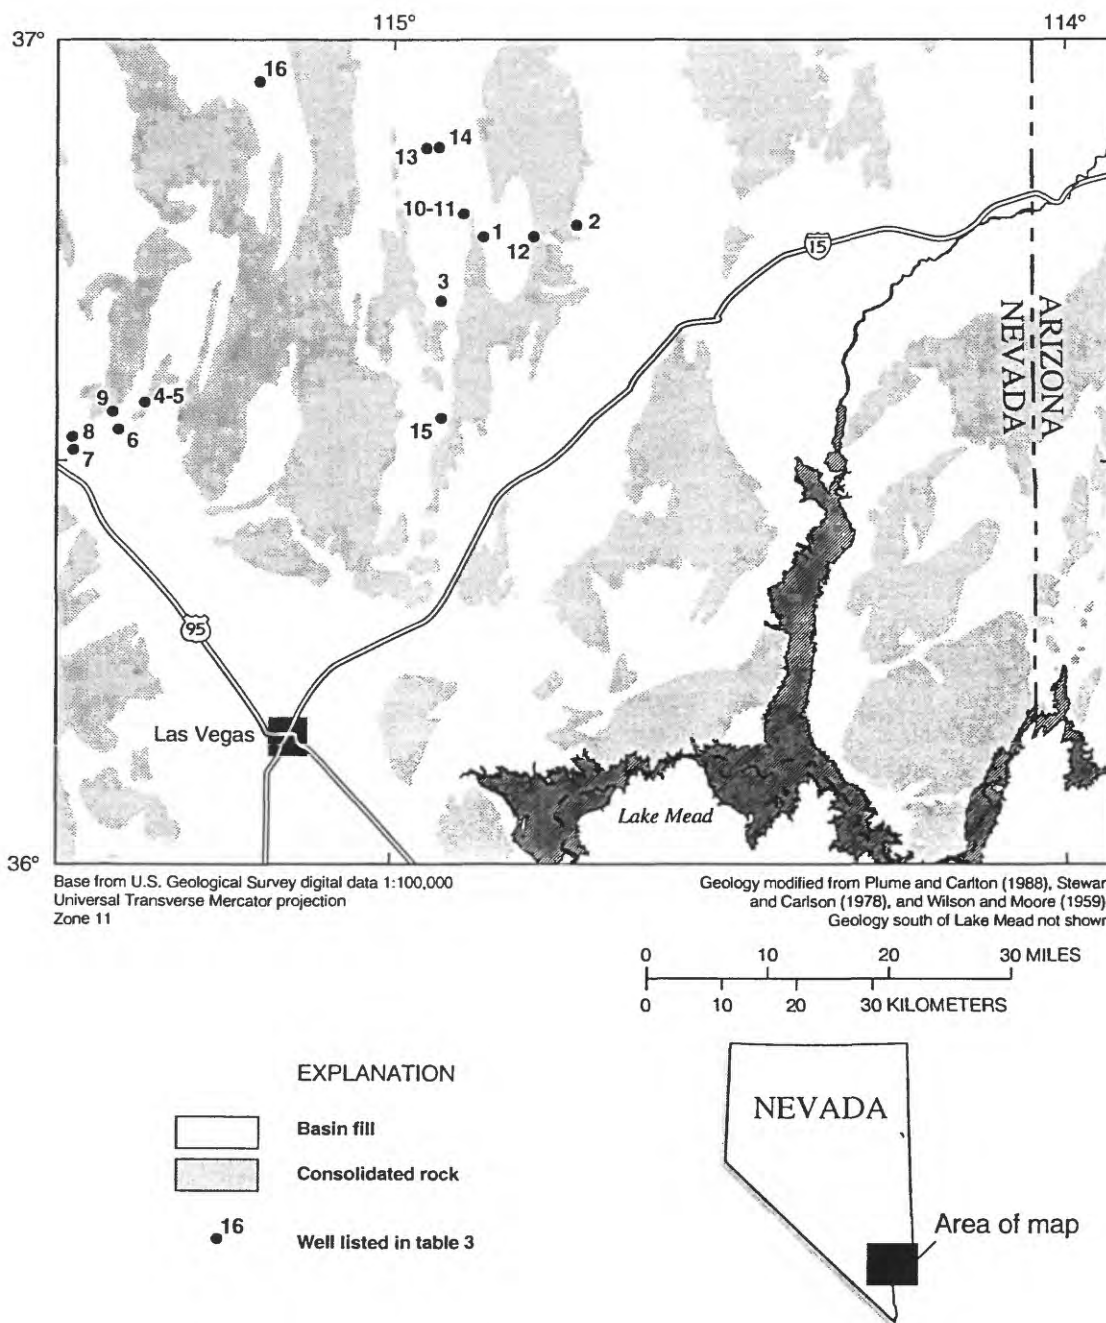 115°
114°
37°
16
13
14
10-11
1
12
2
15
3
ARIZONA
NEVADA
9
4-5
8
6
7
15
95
Las Vegas
Lake Mead
36°
Base from U.S. Geological Survey digital data 1:100,000
Universal Transverse Mercator projection
Zone 11
Geology modified from Plume and Carlton (1988), Stewar
and Carlson (1978), and Wilson and Moore (1959)
Geology south of Lake Mead not shown
0 10 20 30 MILES
0 10 20 30 KILOMETERS
EXPLANATION
Basin fill
Consolidated rock
16
Well listed in table 3
NEVADA
Area of map